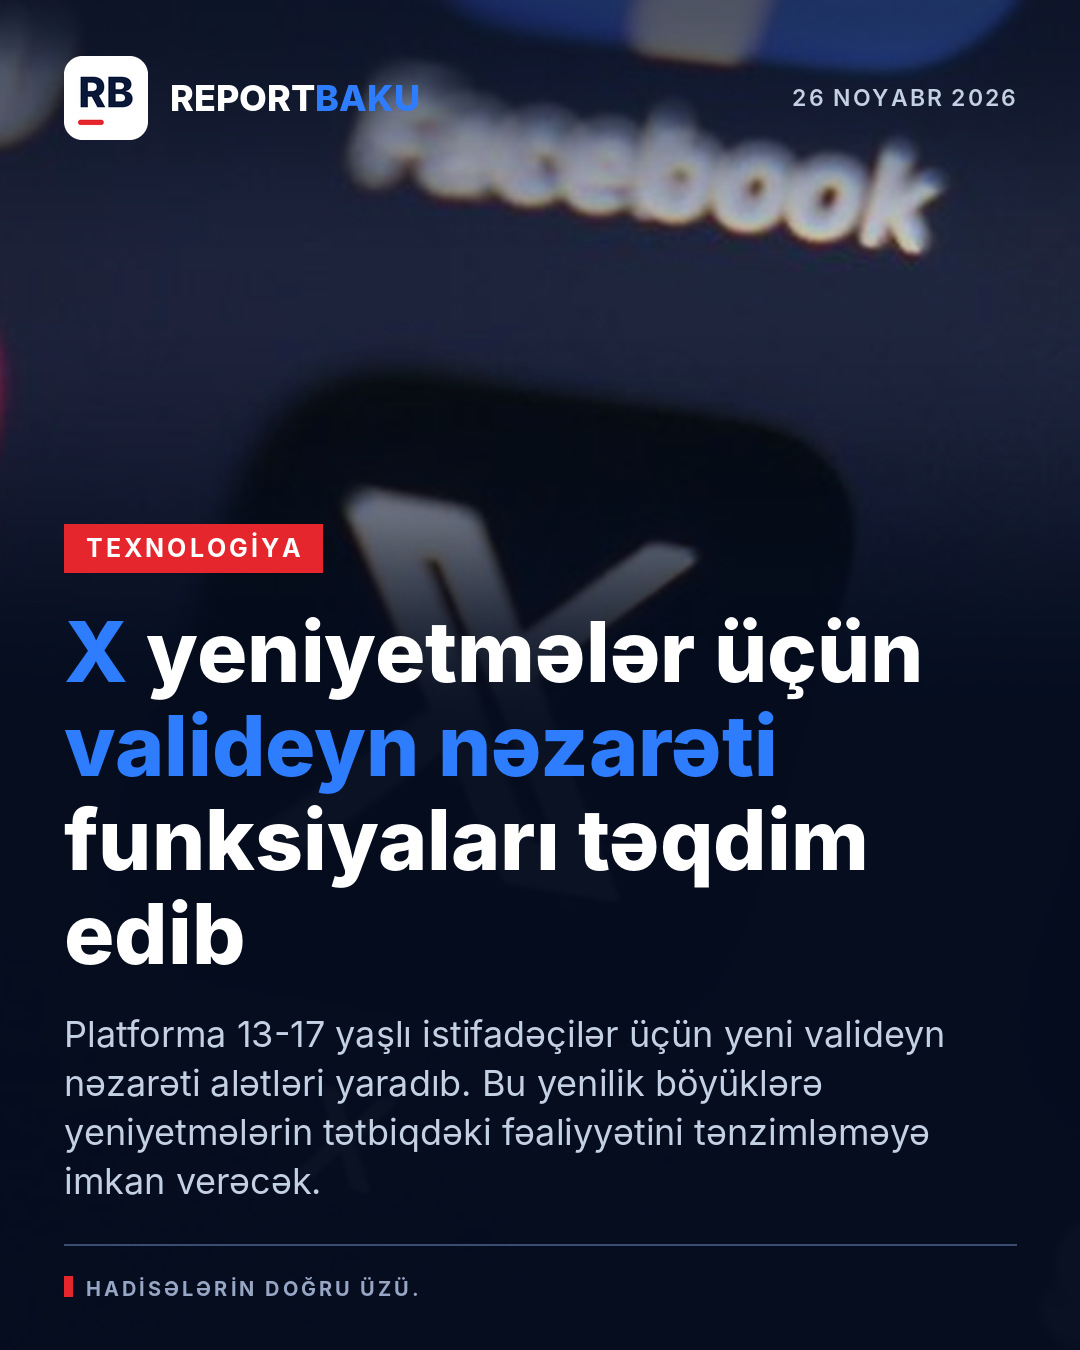 RB
REPORTBAKU
26 NOYABR 2026
Facebook
TEXNOLOGİYA
X yeniyetmələr üçün
valideyn nəzarəti
funksiyaları təqdim
edib
Platforma 13-17 yaşlı istifadəçilər üçün yeni valideyn
nəzarəti alətləri yaradıb. Bu yenilik böyüklərə
yeniyetmələrin tətbiqdəki fəaliyyətini tənzimləməyə
imkan verəcək.
HADİSƏLƏRİN DOĞRU ÜZÜ.